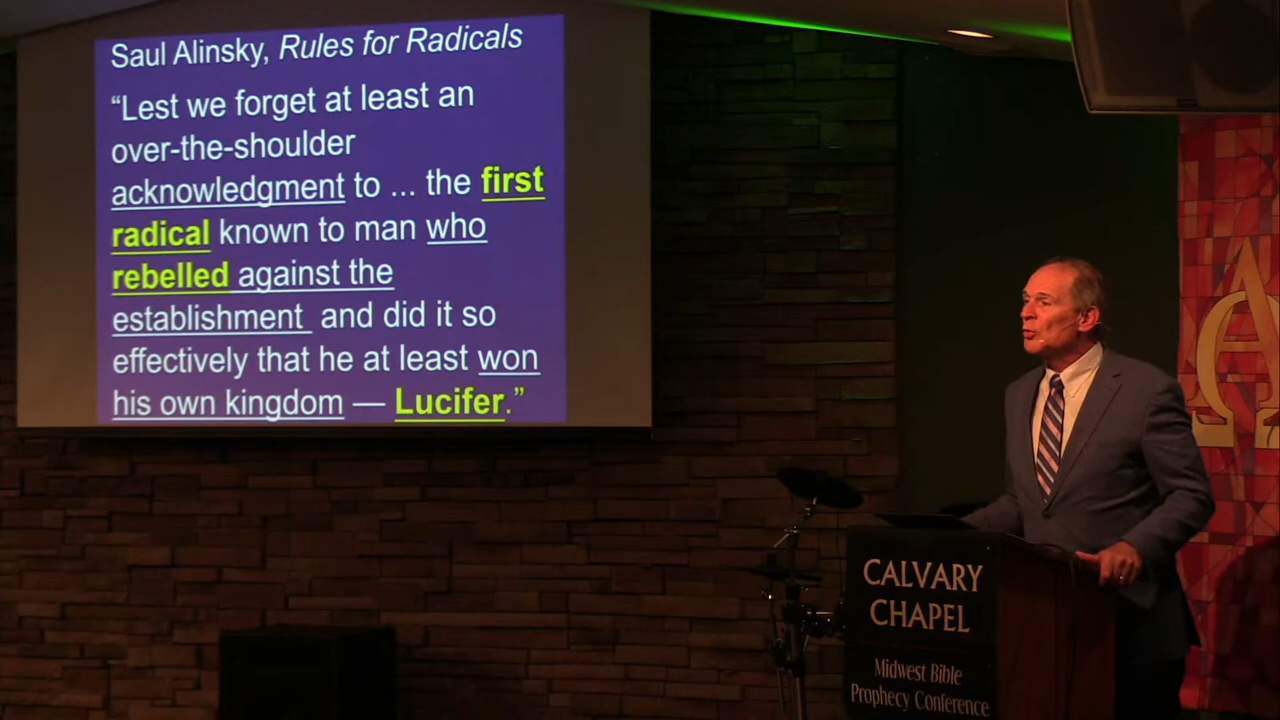 Saul Alinsky, Rules for Radicals
“Lest we forget at least an
over-the-shoulder
acknowledgment to ... the first
radical known to man who
rebelled against the
establishment and did it so
effectively that he at least won
his own kingdom — Lucifer.”
CALVARY
CHAPEL
Midwest Bible
Prophecy Conference